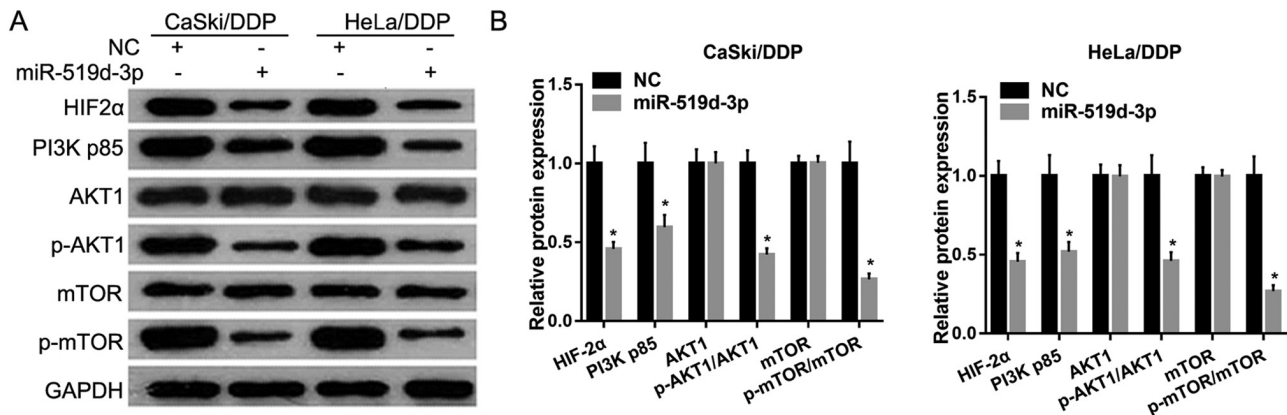 A
CaSki/DDP HeLa/DDP
NC + - + -
miR-519d-3p - + - +
HIF2α
PI3K p85
AKT1
p-AKT1
mTOR
p-mTOR
GAPDH
B
CaSki/DDP
NC
miR-519d-3p
Relative protein expression
1.5
1.0
0.5
0.0
* * * *
HIF-2α PI3K p85 AKT1 p-AKT1/AKT1 mTOR p-mTOR/mTOR
HeLa/DDP
NC
miR-519d-3p
Relative protein expression
1.5
1.0
0.5
0.0
* * * *
HIF-2α PI3K p85 AKT1 p-AKT1/AKT1 mTOR p-mTOR/mTOR